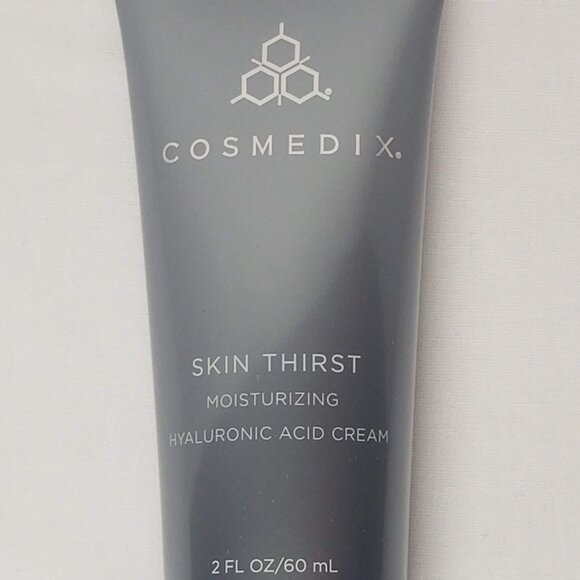 COSMEDIX®
SKIN THIRST
MOISTURIZING
HYALURONIC ACID CREAM
2 FL OZ/60 mL